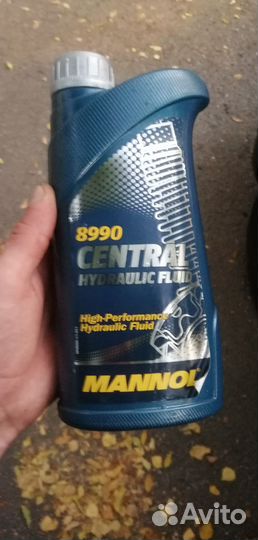 8990
CENTRAL
HYDRAULIC FLUID
High-Performance
Hydraulic Fluid
MANNOL
Avito